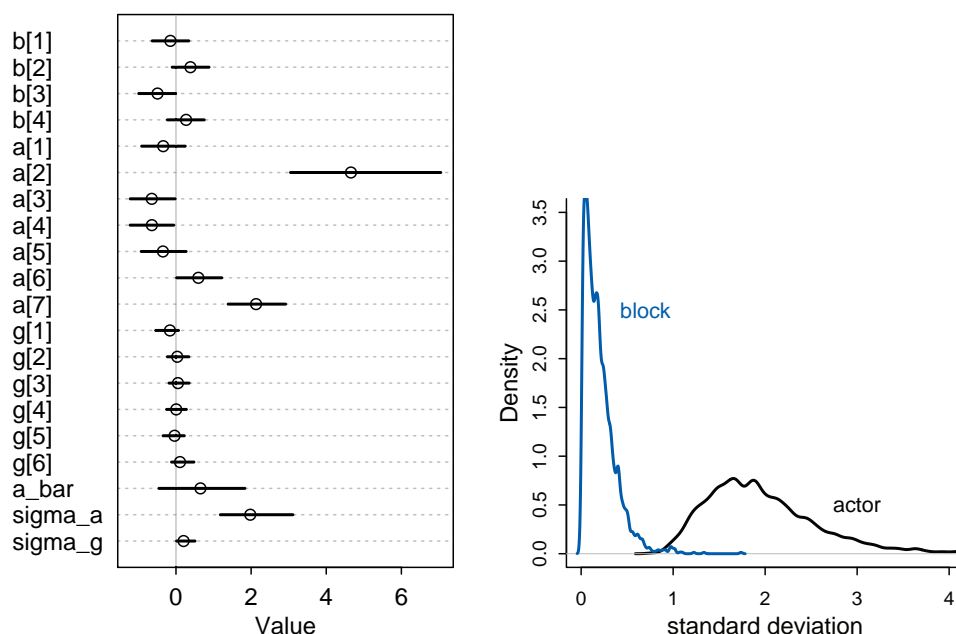 b[1]
b[2]
b[3]
b[4]
a[1]
a[2]
a[3]
a[4]
a[5]
a[6]
a[7]
g[1]
g[2]
g[3]
g[4]
g[5]
g[6]
a_bar
sigma_a
sigma_g
0 2 4 6
Value
3.5
3.0
2.5
2.0
1.5
1.0
0.5
0.0
Density
block
actor
0 1 2 3 4
standard deviation